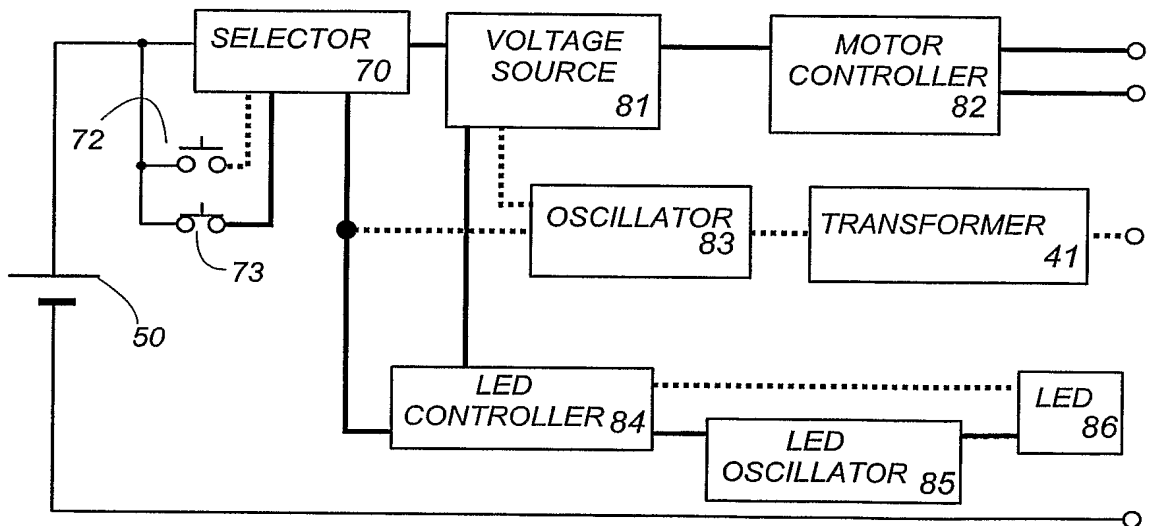 SELECTOR
70
VOLTAGE
SOURCE
81
MOTOR
CONTROLLER
82
72
73
50
OSCILLATOR
83
TRANSFORMER
41
LED
CONTROLLER 84
LED
OSCILLATOR 85
LED
86